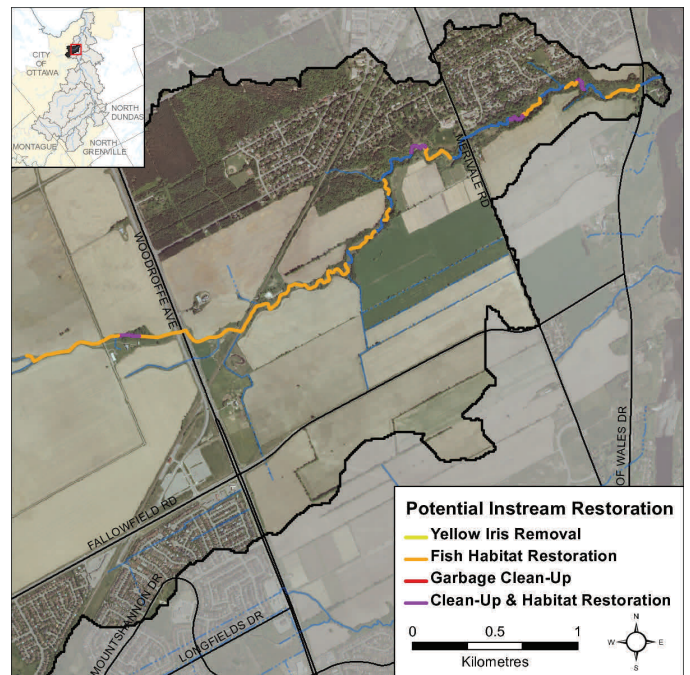 CITY OF
OTTAWA
NORTH
DUNDAS
MONTAGUE
NORTH
GRENVILLE
MERIVALE RD
WOODROFFE AVE
OF WALES DR
FALLOWFIELD RD
MOUNTSHANNON DR
LONGFIELDS DR
Potential Instream Restoration
Yellow Iris Removal
Fish Habitat Restoration
Garbage Clean-Up
Clean-Up & Habitat Restoration
0 0.5 1
Kilometres
N
W E
S